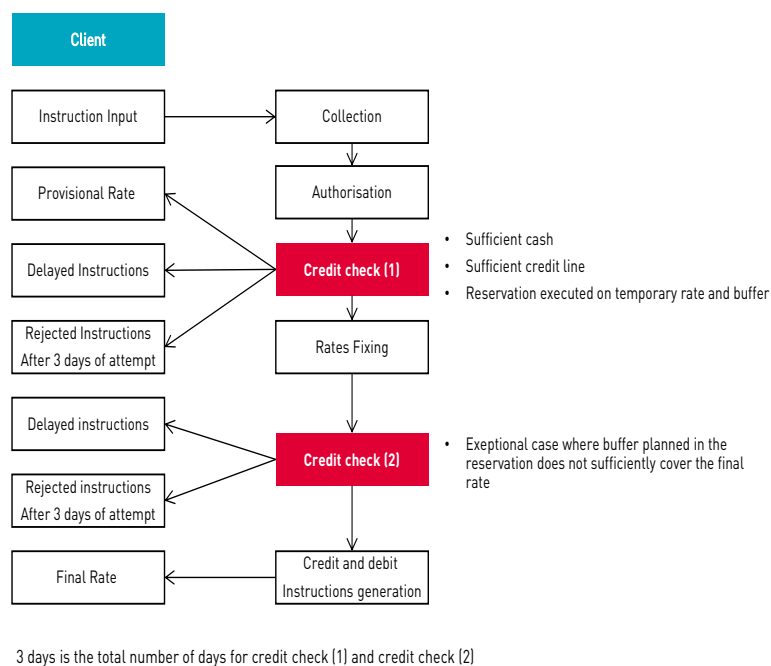 Client
Instruction Input
Collection
Provisional Rate
Authorisation
Delayed Instructions
Credit check (1)
• Sufficient cash
• Sufficient credit line
• Reservation executed on temporary rate and buffer
Rejected Instructions
After 3 days of attempt
Rates Fixing
Delayed instructions
Credit check (2)
• Exeptional case where buffer planned in the
reservation does not sufficiently cover the final
rate
Rejected instructions
After 3 days of attempt
Final Rate
Credit and debit
Instructions generation
3 days is the total number of days for credit check (1) and credit check (2)